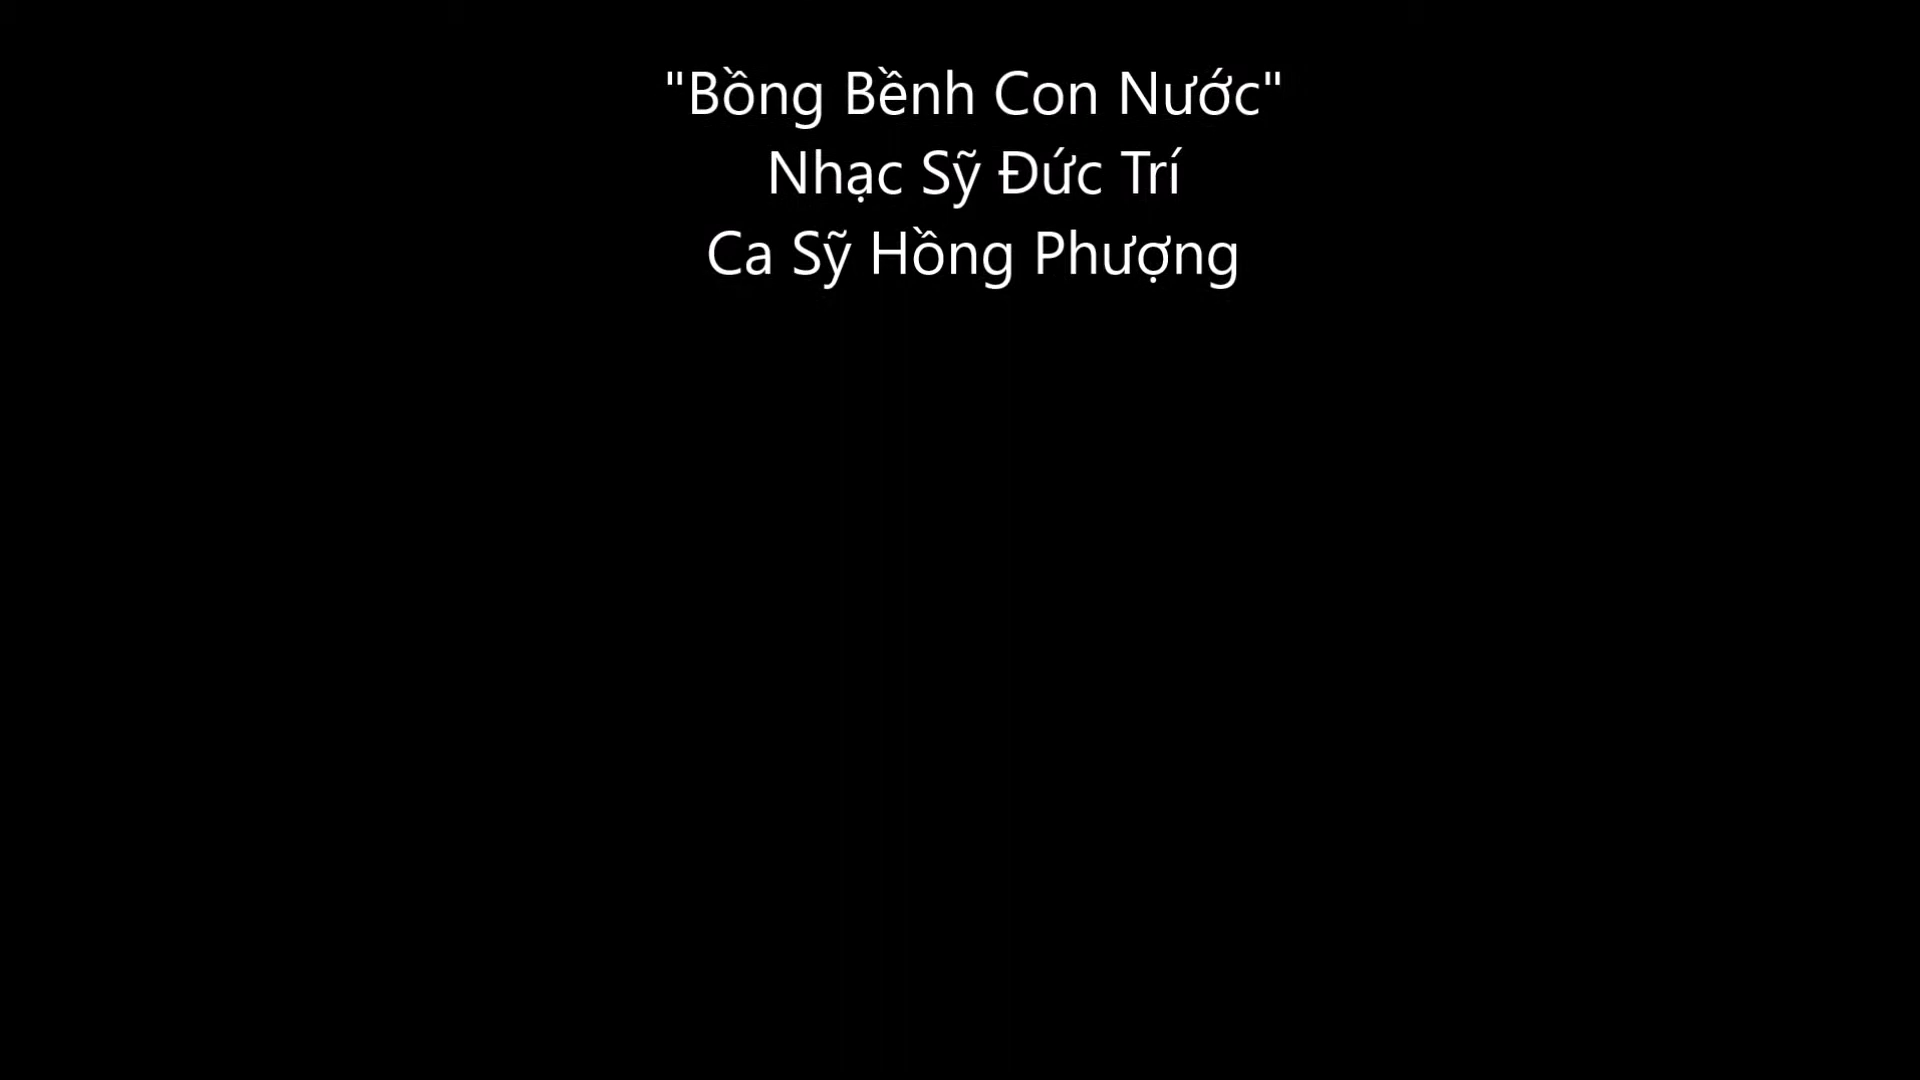 "Bồng Bềnh Con Nước"
Nhạc Sỹ Đức Trí
Ca Sỹ Hồng Phượng